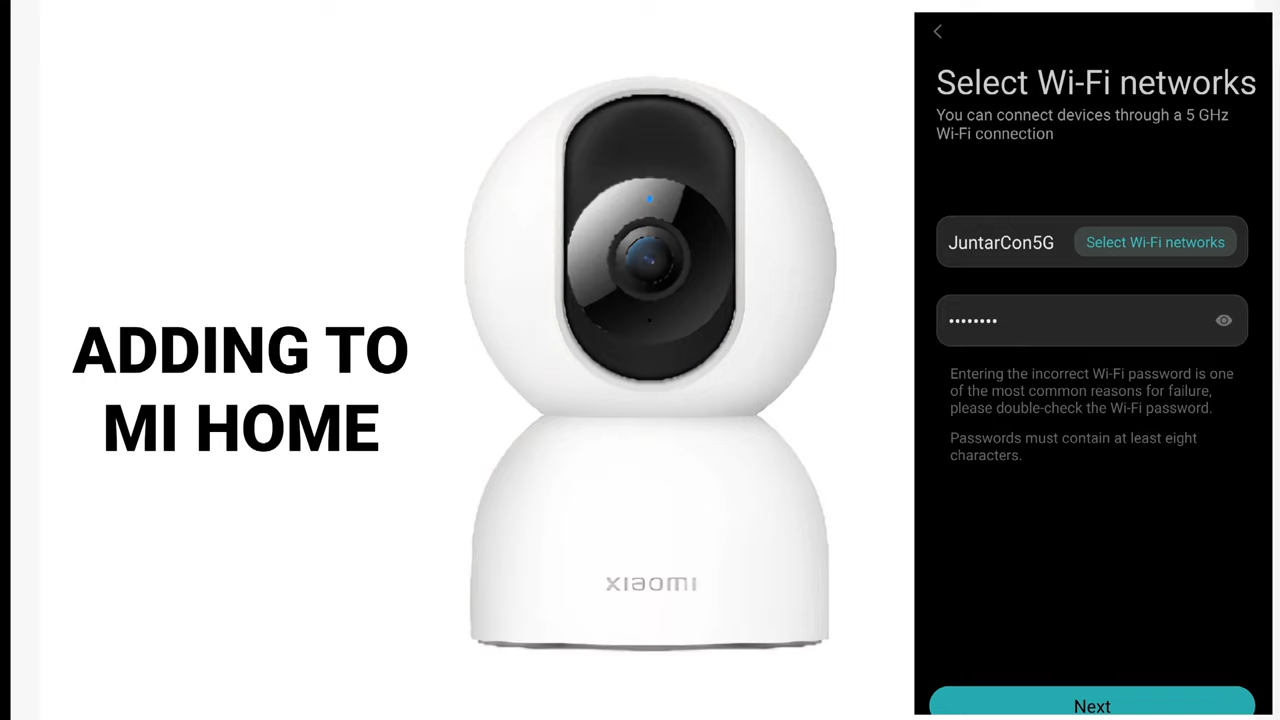 ADDING TO
MI HOME
xiaomi
Select Wi-Fi networks
You can connect devices through a 5 GHz
Wi-Fi connection
JuntarCon5G
Select Wi-Fi networks
••••••••
Entering the incorrect Wi-Fi password is one
of the most common reasons for failure,
please double-check the Wi-Fi password.
Passwords must contain at least eight
characters.
Next